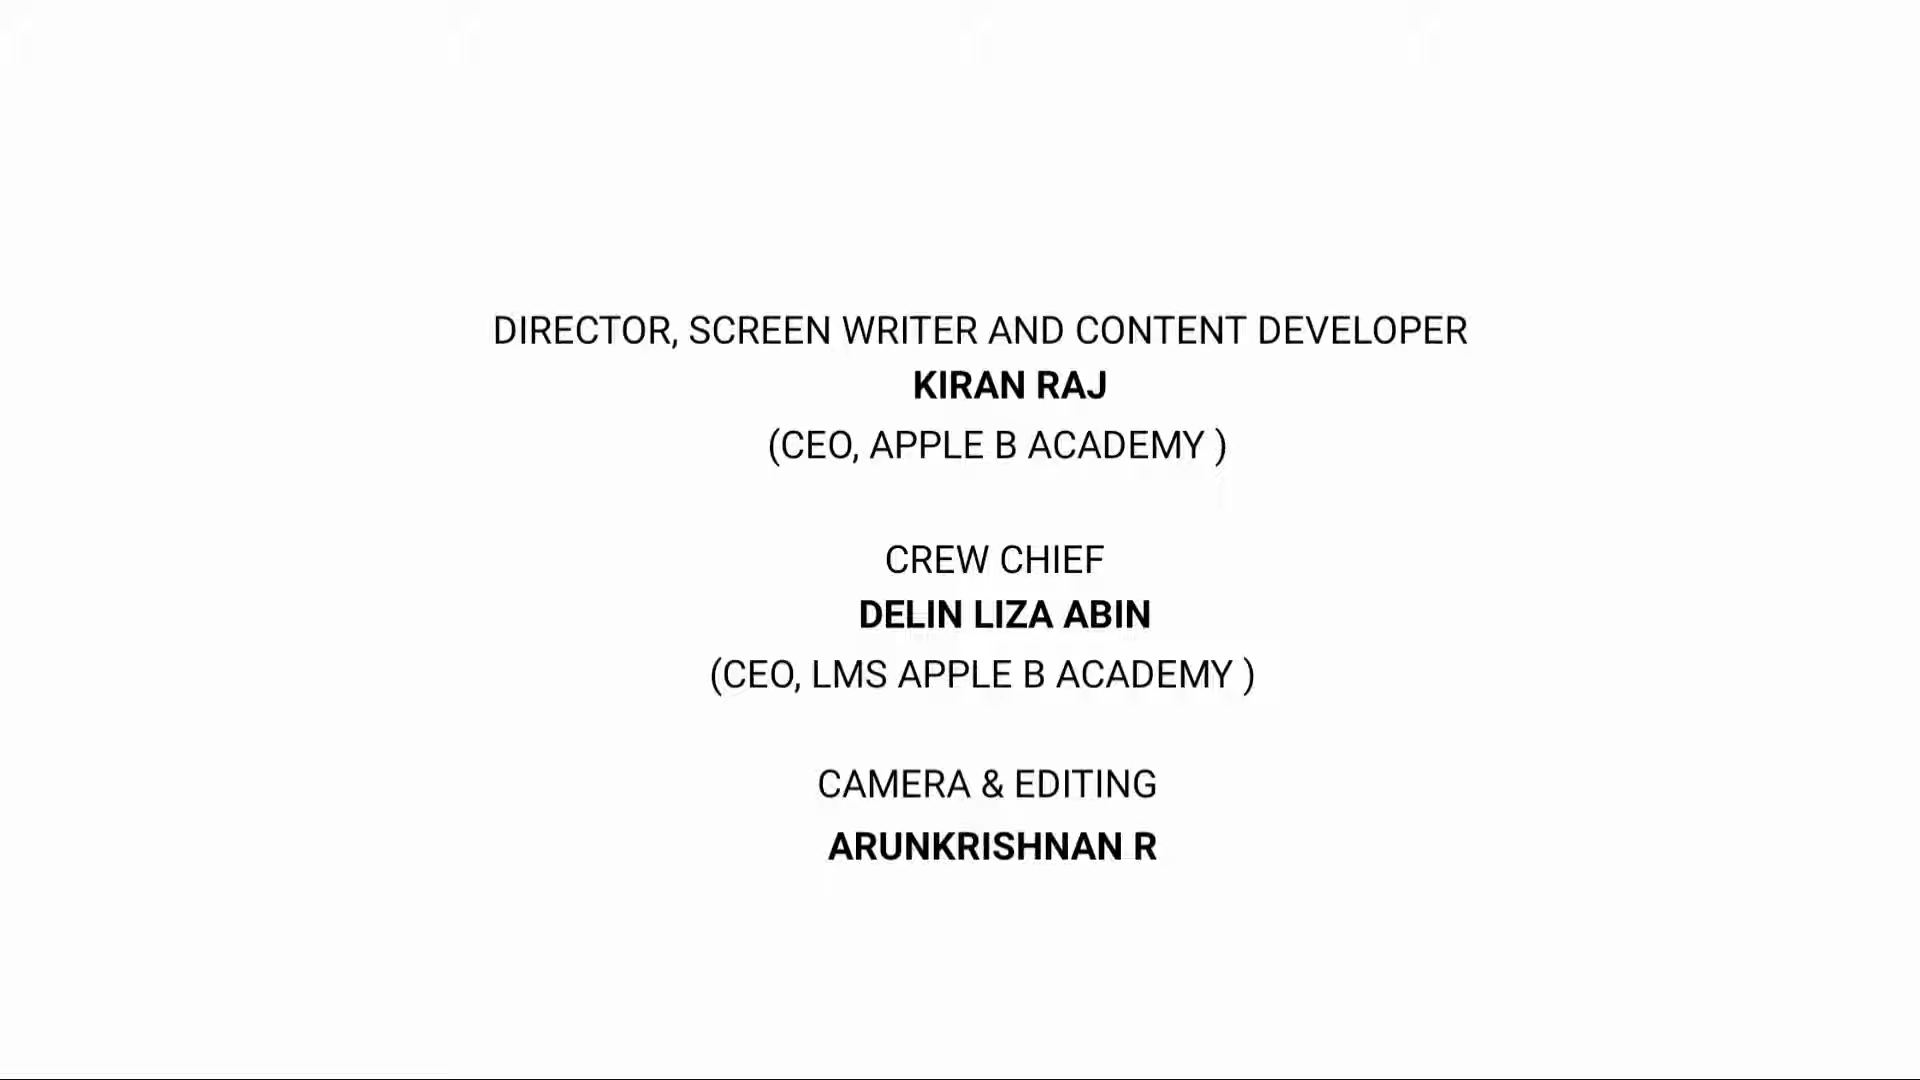 DIRECTOR, SCREEN WRITER AND CONTENT DEVELOPER
KIRAN RAJ
(CEO, APPLE B ACADEMY )
CREW CHIEF
DELIN LIZA ABIN
(CEO, LMS APPLE B ACADEMY )
CAMERA & EDITING
ARUNKRISHNAN R